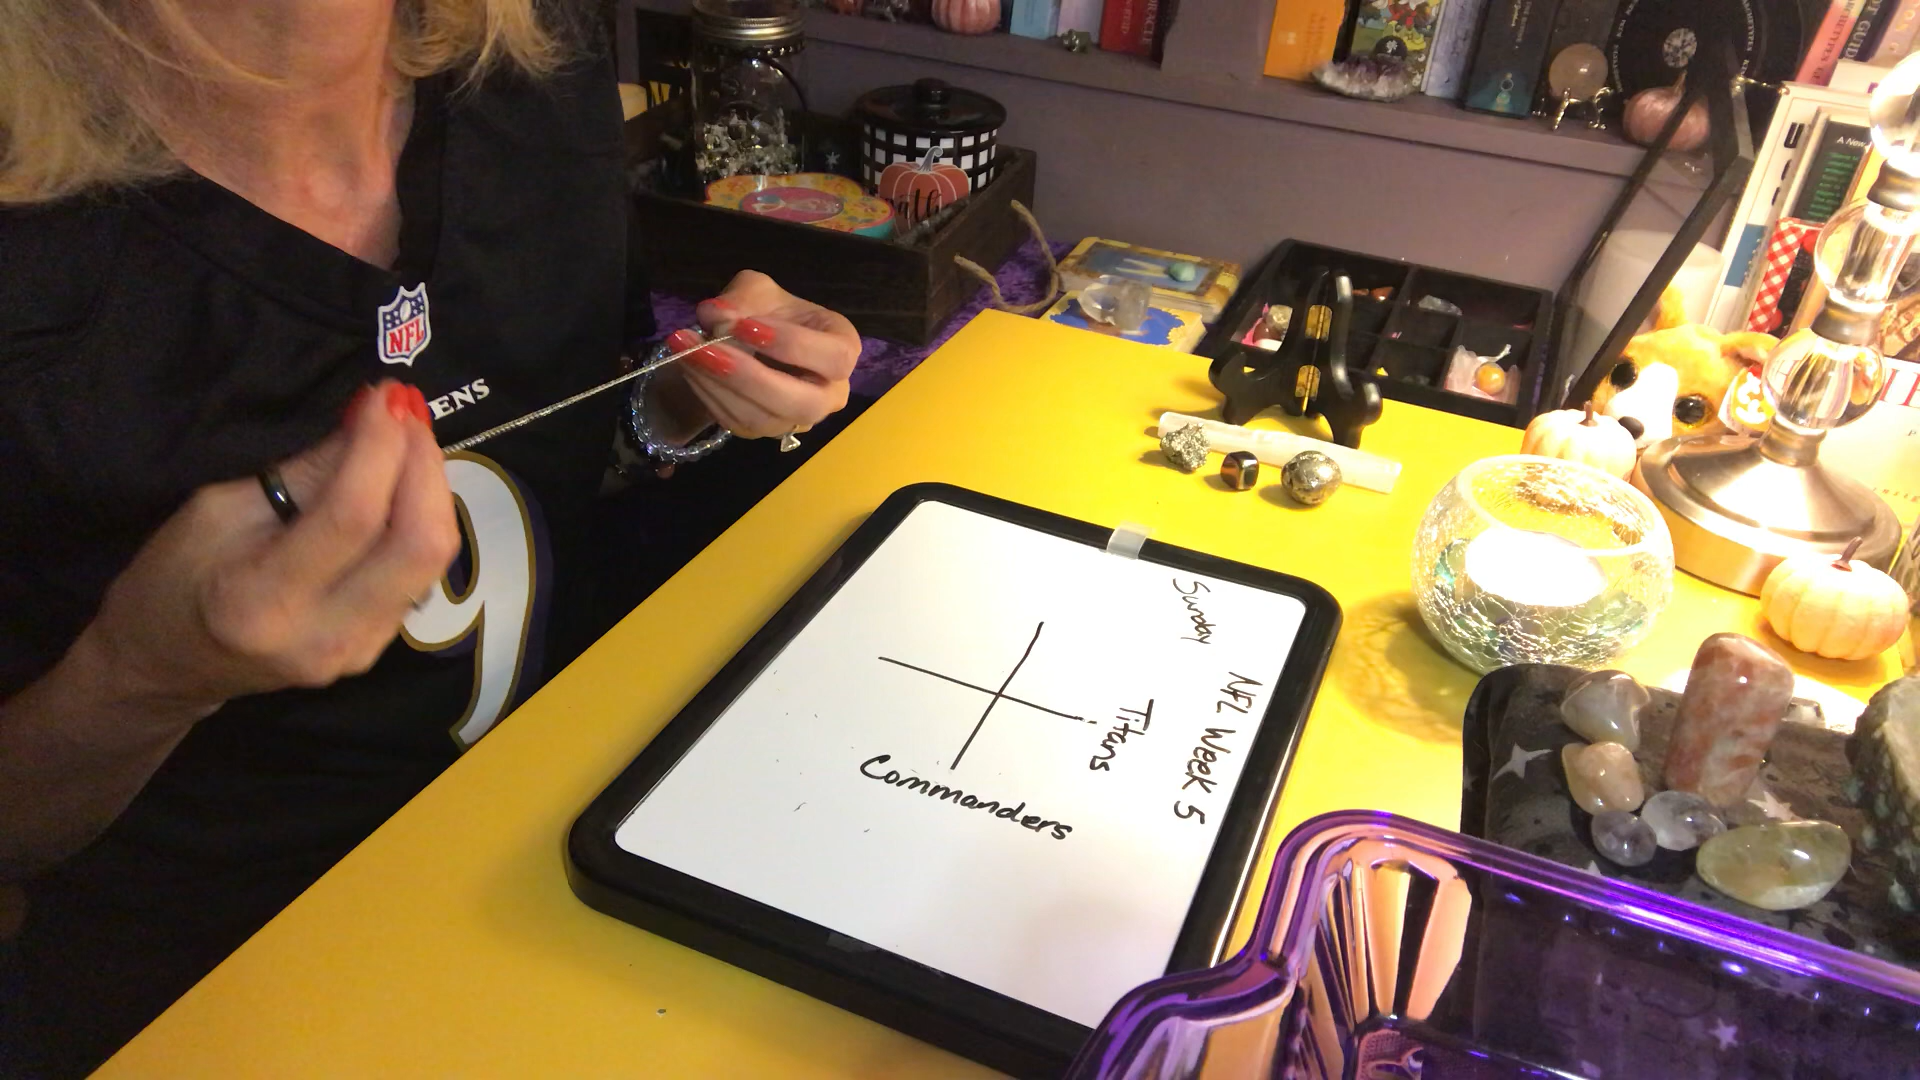 Sunday
NFL Week 5
Titans
Commanders
NFL
ENS
9